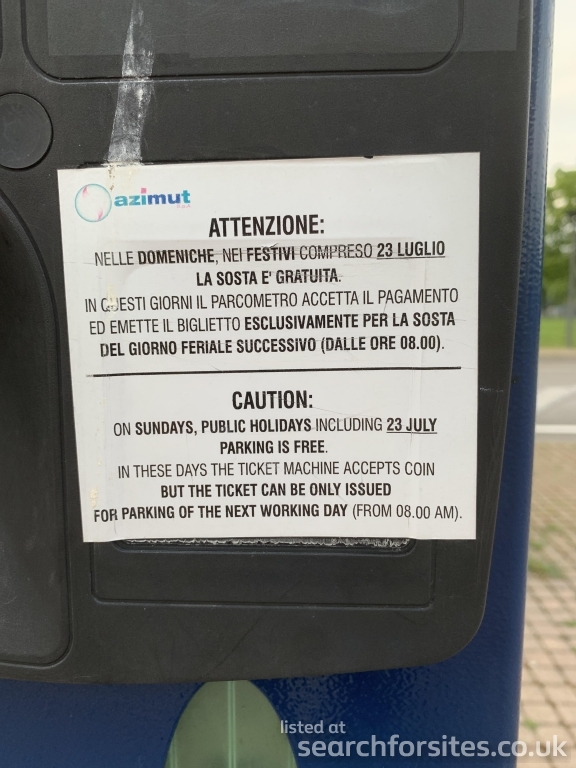 azimut
ATTENZIONE:
NELLE DOMENICHE, NEI FESTIVI COMPRESO 23 LUGLIO
LA SOSTA E' GRATUITA.
IN QUESTI GIORNI IL PARCOMETRO ACCETTA IL PAGAMENTO
ED EMETTE IL BIGLIETTO ESCLUSIVAMENTE PER LA SOSTA
DEL GIORNO FERIALE SUCCESSIVO (DALLE ORE 08.00).
CAUTION:
ON SUNDAYS, PUBLIC HOLIDAYS INCLUDING 23 JULY
PARKING IS FREE.
IN THESE DAYS THE TICKET MACHINE ACCEPTS COIN
BUT THE TICKET CAN BE ONLY ISSUED
FOR PARKING OF THE NEXT WORKING DAY (FROM 08.00 AM).
listed at
searchforsites.co.uk